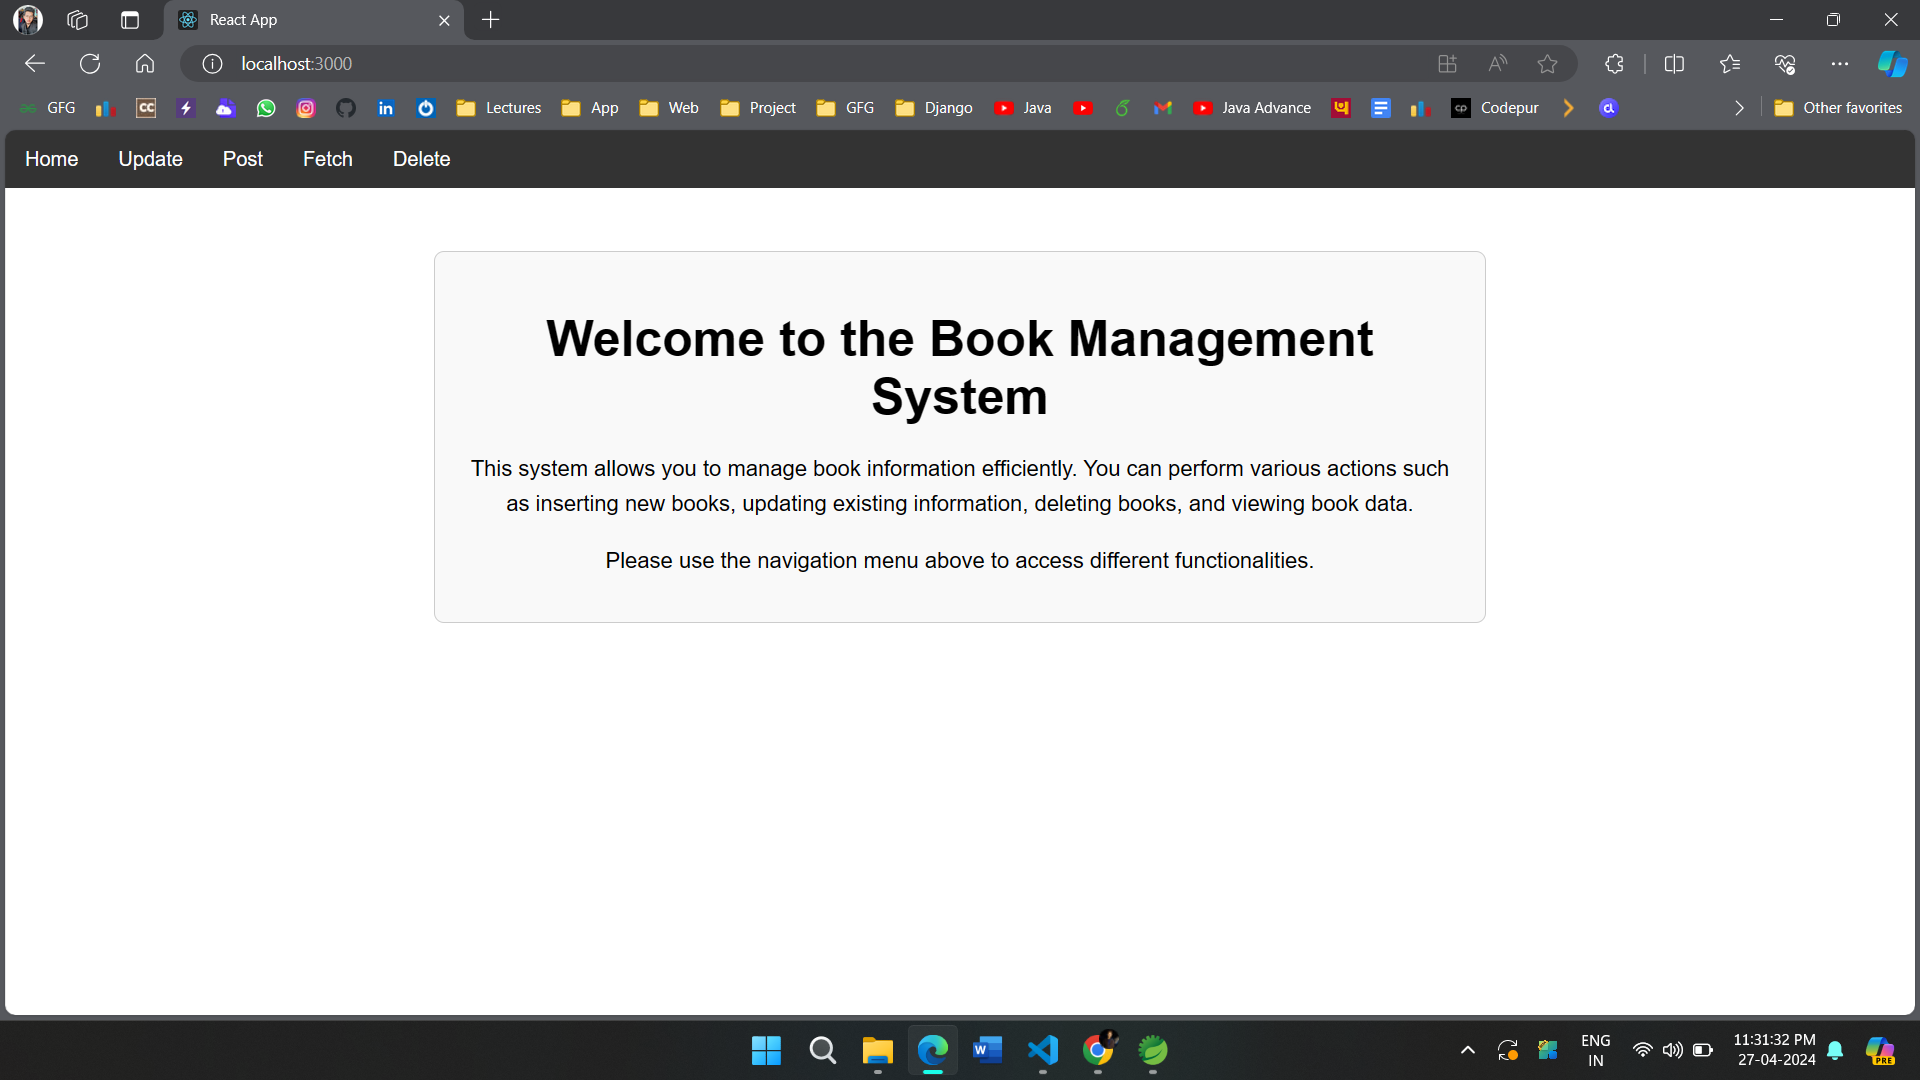 React App
localhost:3000
GFG
CC
Lectures
App
Web
Project
GFG
Django
Java
Java Advance
cp
Codepur
Other favorites
Home
Update
Post
Fetch
Delete
Welcome to the Book Management
System
This system allows you to manage book information efficiently. You can perform various actions such
as inserting new books, updating existing information, deleting books, and viewing book data.
Please use the navigation menu above to access different functionalities.
ENG
IN
11:31:32 PM
27-04-2024
PRE